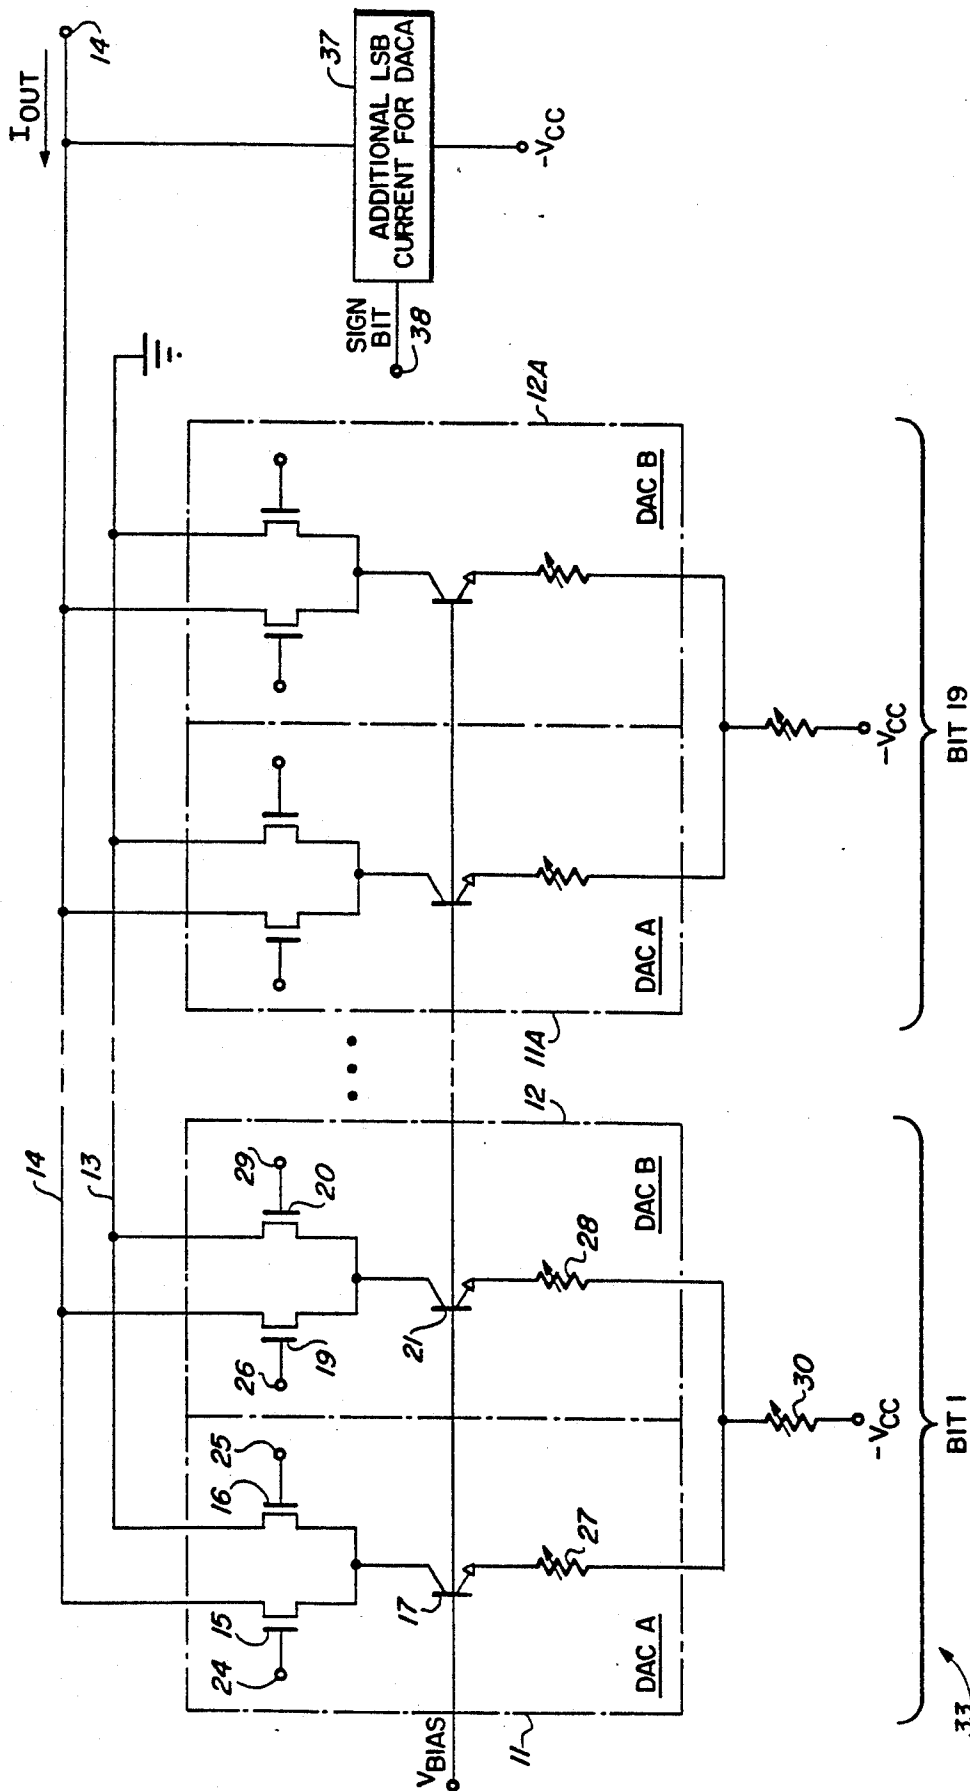 I OUT
14
37
ADDITIONAL LSB
CURRENT FOR DACA
SIGN
BIT
38
-VCC
14
13
12
11A
12A
24
15
16
25
26
19
20
29
VBIAS
17
21
27
28
11
DAC A
DAC B
DAC A
DAC B
30
-VCC
-VCC
BIT 1
BIT 19
33